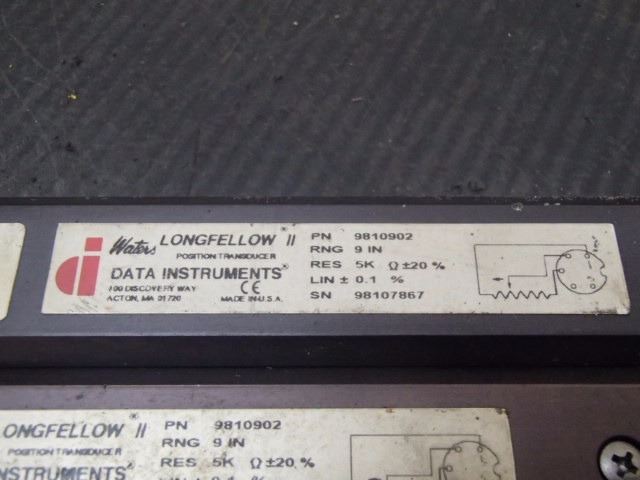 di Waters LONGFELLOW® II
POSITION TRANSDUCER
DATA INSTRUMENTS®
100 DISCOVERY WAY
ACTON, MA 01720 MADE IN U.S.A. CE
PN 9810902
RNG 9 IN
RES 5K Ω ±20 %
LIN ± 0.1 %
SN 98107867
ONGFELLOW® II
POSITION TRANSDUCER
NSTRUMENTS®
PN 9810902
RNG 9 IN
RES 5K Ω ±20 %